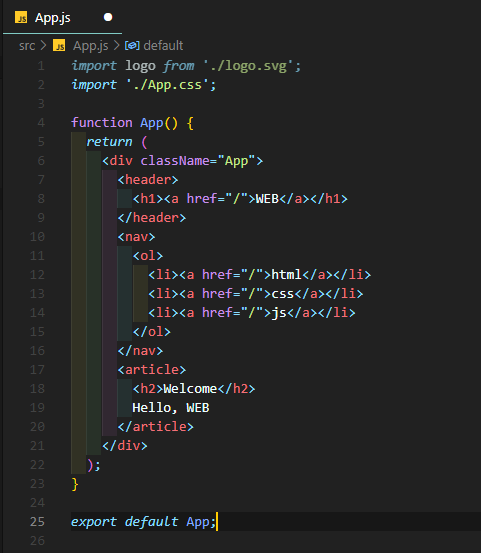 JS App.js
src > JS App.js > default
1 import logo from './logo.svg';
2 import './App.css';
3
4 function App() {
5   return (
6     <div className="App">
7       <header>
8         <h1><a href="/">WEB</a></h1>
9       </header>
10       <nav>
11         <ol>
12           <li><a href="/">html</a></li>
13           <li><a href="/">css</a></li>
14           <li><a href="/">js</a></li>
15         </ol>
16       </nav>
17       <article>
18         <h2>Welcome</h2>
19         Hello, WEB
20       </article>
21     </div>
22   );
23 }
24
25 export default App;
26